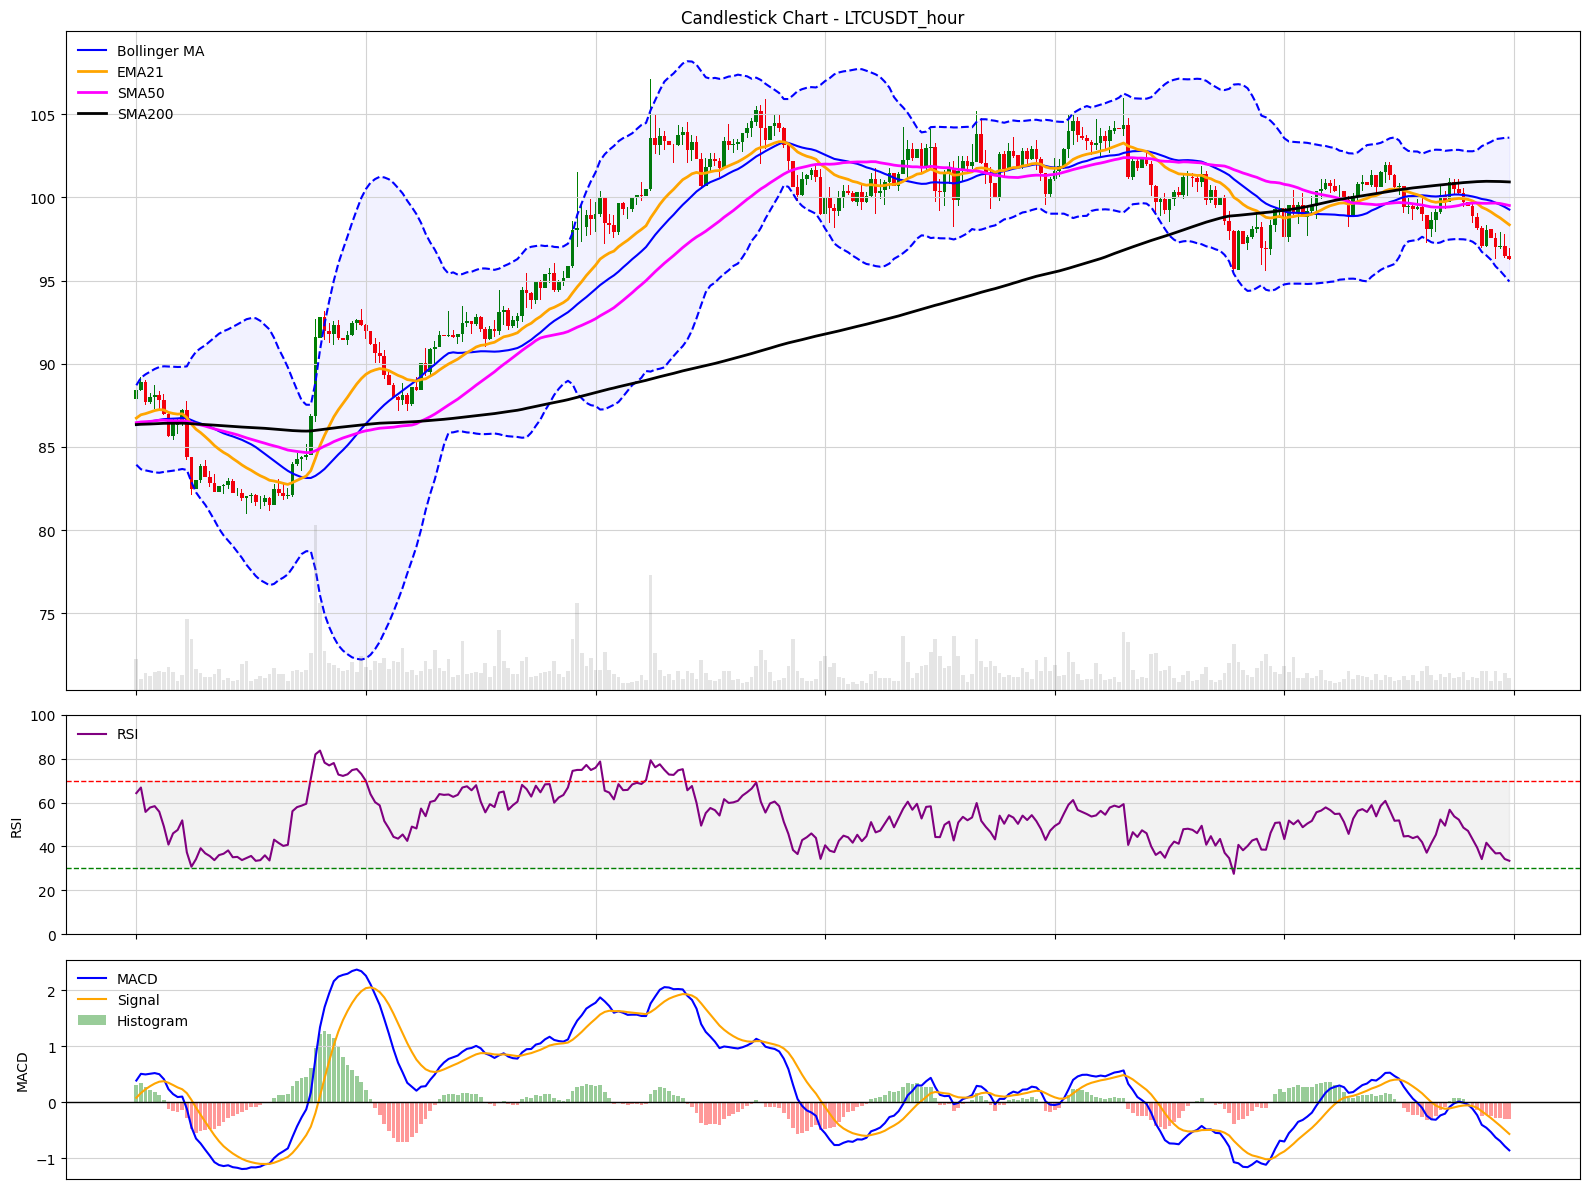 Candlestick Chart - LTCUSDT_hour
Bollinger MA
EMA21
SMA50
SMA200
105
100
95
90
85
80
75
RSI
100
80
60
40
20
0
RSI
MACD
Signal
Histogram
2
1
0
−1
MACD